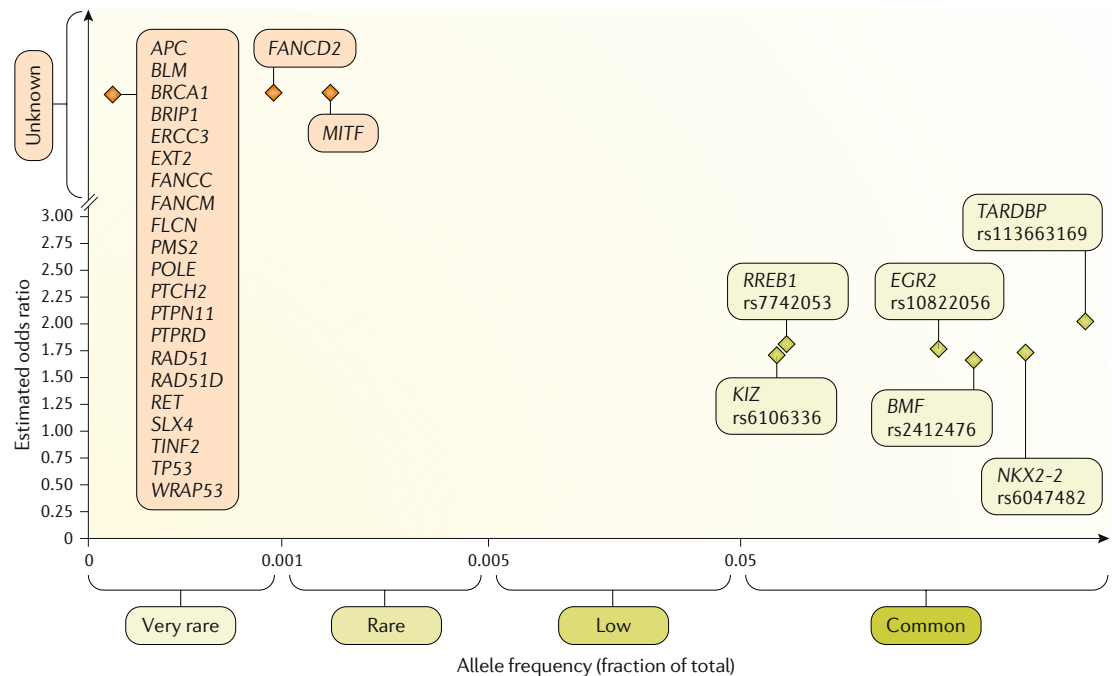 Unknown
APC
BLM
BRCA1
BRIP1
ERCC3
EXT2
FANCC
FANCM
FLCN
PMS2
POLE
PTCH2
PTPN11
PTPRD
RAD51
RAD51D
RET
SLX4
TINF2
TP53
WRAP53
FANCD2
MITF
Estimated odds ratio
3.00
2.75
2.50
2.25
2.00
1.75
1.50
1.25
1.00
0.75
0.50
0.25
0
RREB1
rs7742053
KIZ
rs6106336
EGR2
rs10822056
BMF
rs2412476
TARDBP
rs113663169
NKX2-2
rs6047482
0
0.001
0.005
0.05
Very rare
Rare
Low
Common
Allele frequency (fraction of total)